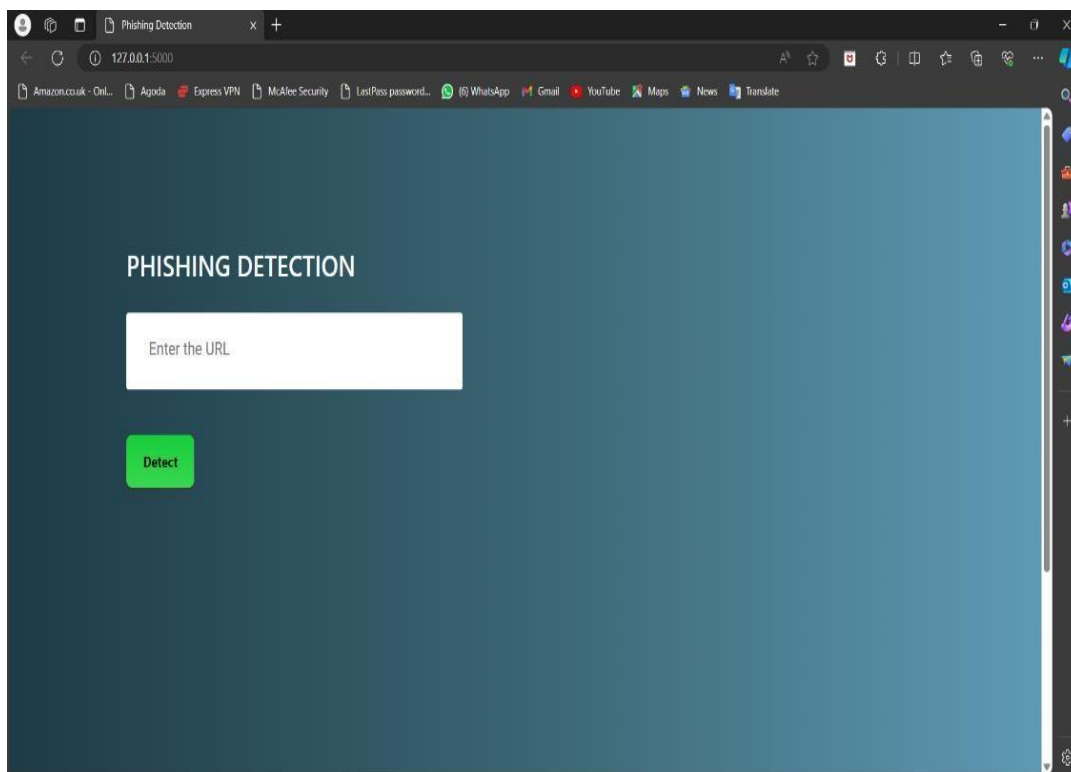 Phishing Detection
127.0.0.1:5000
Amazon.co.uk - Onl... Agoda Express VPN McAfee Security LastPass password... (6) WhatsApp Gmail YouTube Maps News Translate
PHISHING DETECTION
Enter the URL
Detect